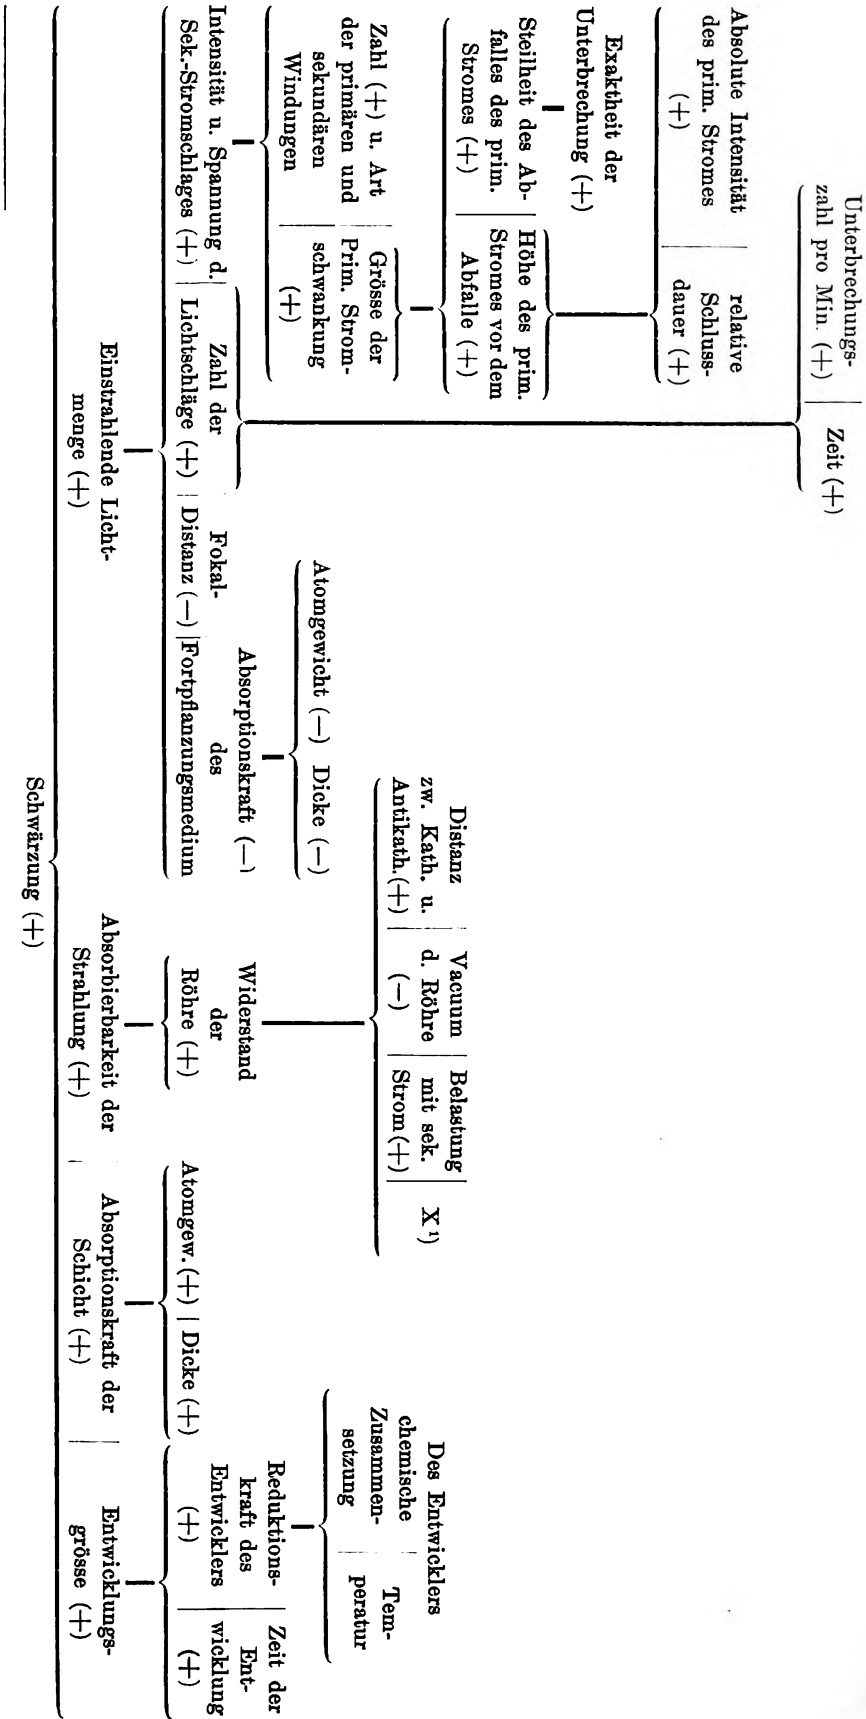 Unterbrechungs-
zahl pro Min. (+) | Zeit (+)
Absolute Intensität
des prim. Stromes
(+)
relative
Schluss-
dauer (+)
Exaktheit der
Unterbrechung (+)
Steilheit des Ab-
falles des prim.
Stromes (+)
Höhe des prim.
Stromes vor dem
Abfalle (+)
Zahl (+) u. Art
der primären und
sekundären
Windungen
Grösse der
Prim. Strom-
schwankung
(+)
Intensität u. Spannung d.
Sek.-Stromschlages (+)
Zahl der
Lichtschläge (+)
Fokal-
Distanz (—)
Atomgewicht (—) Dicke (—)
Absorptionskraft (—)
des
Fortpflanzungsmedium
Distanz
zw. Kath. u.
Antikath. (+)
Vacuum
d. Röhre
(—)
Belastung
mit sek.
Strom (+)
X ¹)
Widerstand
der
Röhre (+)
Atomgew. (+) | Dicke (+)
Des Entwicklers
chemische
Zusammen-
setzung
Tem-
peratur
Reduktions-
kraft des
Entwicklers
(+)
Zeit der
Ent-
wicklung
(+)
Einstrahlende Licht-
menge (+)
Absorbierbarkeit der
Strahlung (+)
Absorptionskraft der
Schicht (+)
Entwicklungs-
grösse (+)
Schwärzung (+)